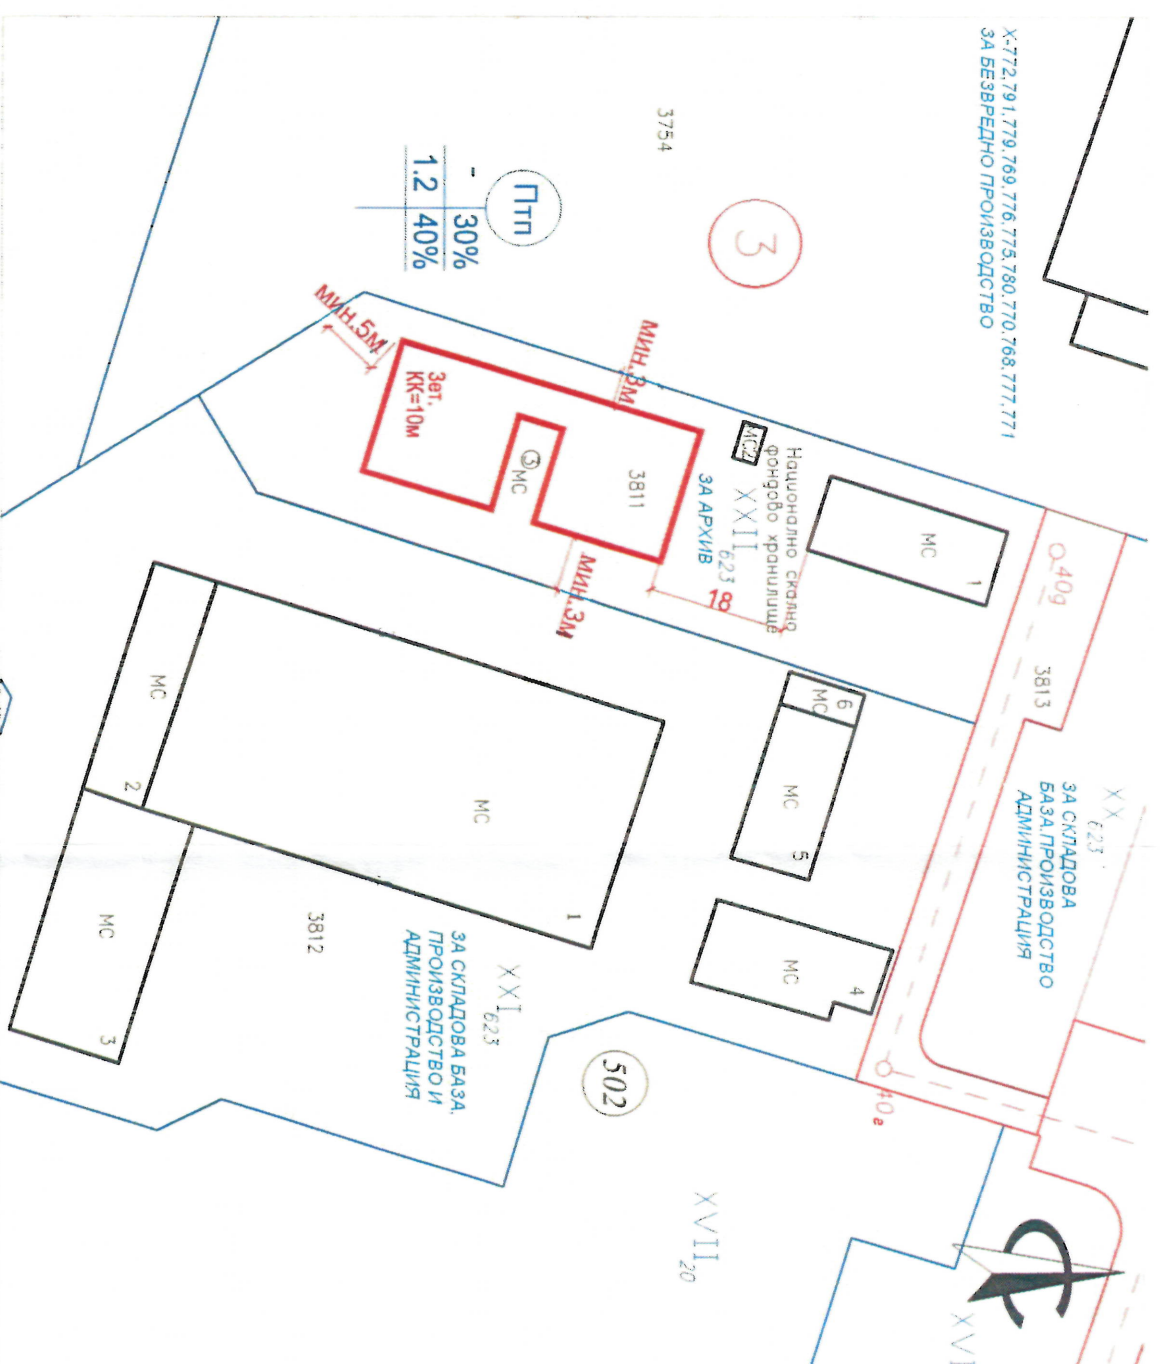 X-772,791,779,769,776,775,780,770,768,777,771
ЗА БЕЗВРЕДНО ПРОИЗВОДСТВО
3754
3
Птп
- 30%
1.2 40%
мин.5м
мин.3м
3ет.
КК=10м
3811
3
МС
мин.3м
МС2
Национално скално
фондово хранилище
XXII 623
ЗА АРХИВ
18
МС
1
О.40д
3813
XX 623
ЗА СКЛАДОВА
БАЗА,ПРОИЗВОДСТВО
АДМИНИСТРАЦИЯ
6
МС
МС
5
МС
4
40г
МС
2
МС
1
МС
3
3812
XXI 623
ЗА СКЛАДОВА БАЗА,
ПРОИЗВОДСТВО И
АДМИНИСТРАЦИЯ
502
XVII 20
С